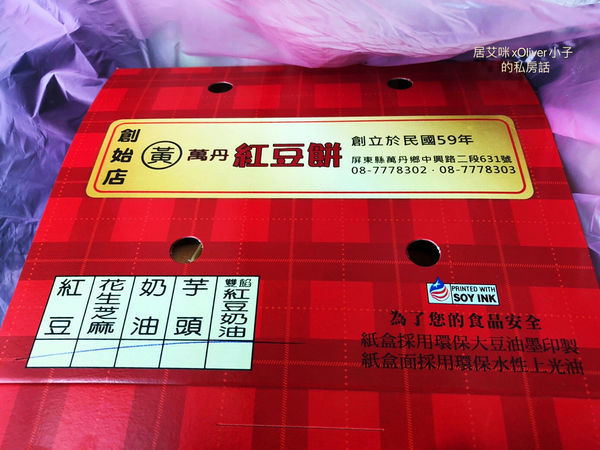 居艾咪 xOliver小子
的私房話
創始店
黃 萬丹 紅豆餅
創立於民國59年
屏東縣萬丹鄉中興路二段631號
08-7778302．08-7778303
紅豆
花生芝麻
奶油
芋頭
雙餡紅豆奶油
PRINTED WITH
SOY INK
為了您的食品安全
紙盒採用環保大豆油墨印製
紙盒面採用環保水性上光油